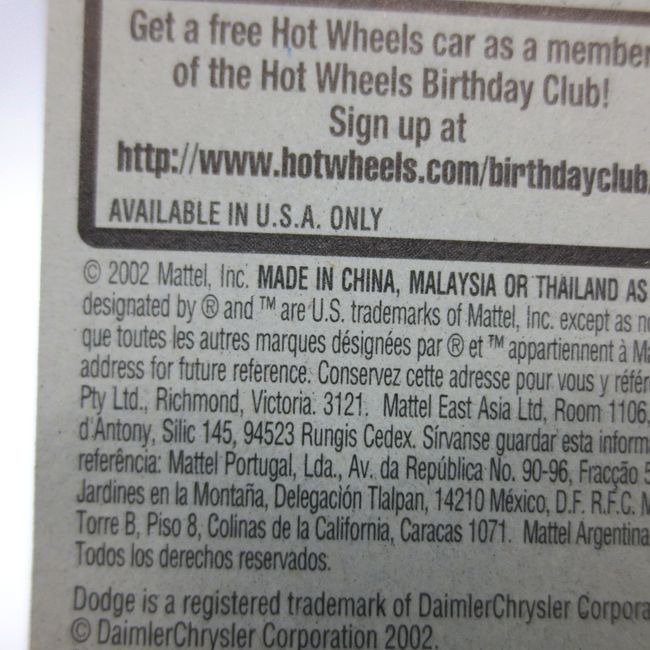 Get a free Hot Wheels car as a member
of the Hot Wheels Birthday Club!
Sign up at
http://www.hotwheels.com/birthdayclub
AVAILABLE IN U.S.A. ONLY
© 2002 Mattel, Inc. MADE IN CHINA, MALAYSIA OR THAILAND AS
designated by ® and ™ are U.S. trademarks of Mattel, Inc. except as
que toutes les autres marques désignées par ® et ™ appartiennent à
address for future reference. Conservez cette adresse pour vous y
Pty Ltd., Richmond, Victoria. 3121. Mattel East Asia Ltd, Room 1106,
d'Antony, Silic 145, 94523 Rungis Cedex. Sírvanse guardar esta
referência: Mattel Portugal, Lda., Av. da República No. 90-96, Fracção
Jardines en la Montaña, Delegación Tlalpan, 14210 México, D.F. R.F.C.
Torre B, Piso 8, Colinas de la California, Caracas 1071. Mattel Argentina
Todos los derechos reservados.
Dodge is a registered trademark of DaimlerChrysler
© DaimlerChrysler Corporation 2002.